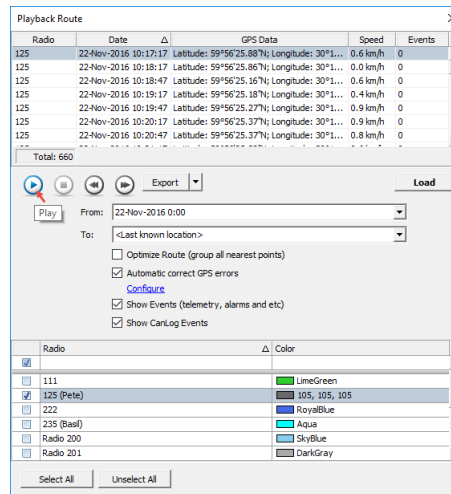 Playback Route
Radio Date GPS Data Speed Events
125 22-Nov-2016 10:17:17 Latitude: 59°56'25.88"N; Longitude: 30°1... 0.6 km/h 0
125 22-Nov-2016 10:18:17 Latitude: 59°56'25.86"N; Longitude: 30°1... 0.0 km/h 0
125 22-Nov-2016 10:18:47 Latitude: 59°56'25.16"N; Longitude: 30°1... 0.6 km/h 0
125 22-Nov-2016 10:19:17 Latitude: 59°56'25.18"N; Longitude: 30°1... 0.4 km/h 0
125 22-Nov-2016 10:19:47 Latitude: 59°56'25.27"N; Longitude: 30°1... 0.9 km/h 0
125 22-Nov-2016 10:20:17 Latitude: 59°56'25.33"N; Longitude: 30°1... 0.9 km/h 0
125 22-Nov-2016 10:20:47 Latitude: 59°56'25.37"N; Longitude: 30°1... 0.8 km/h 0
Total: 660
Export Load
Play
From: 22-Nov-2016 0:00
To: <Last known location>
Optimize Route (group all nearest points)
Automatic correct GPS errors
Configure
Show Events (telemetry, alarms and etc)
Show CanLog Events
Radio Color
111 LimeGreen
125 (Pete) 105, 105, 105
222 RoyalBlue
235 (Basil) Aqua
Radio 200 SkyBlue
Radio 201 DarkGray
Select All Unselect All